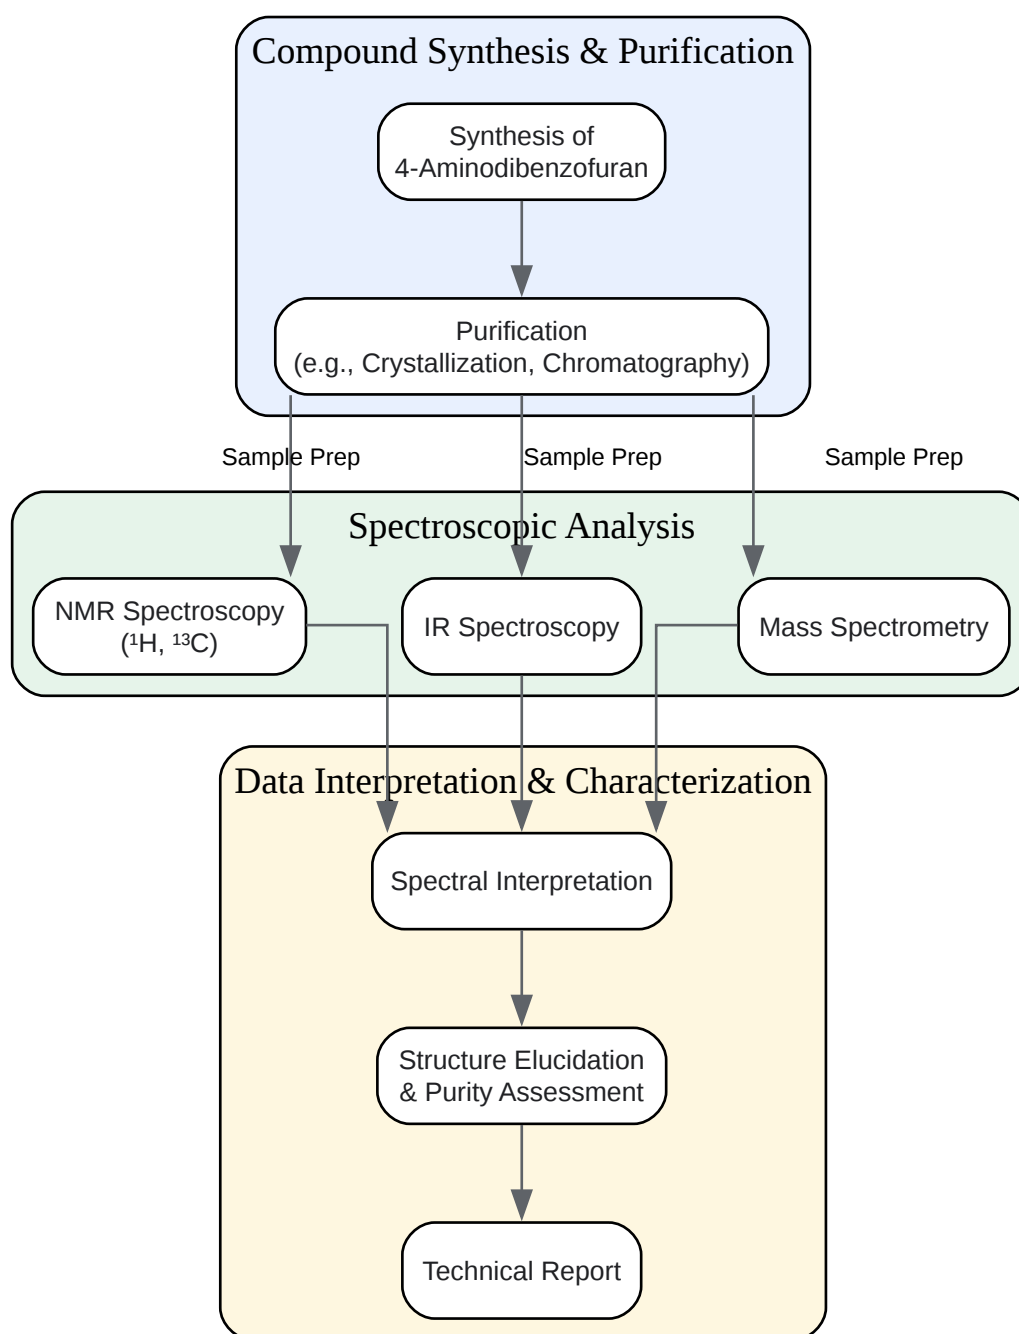 Compound Synthesis & Purification
Synthesis of
4-Aminodibenzofuran
Purification
(e.g., Crystallization, Chromatography)
Sample Prep
Sample Prep
Sample Prep
Spectroscopic Analysis
NMR Spectroscopy
(¹H, ¹³C)
IR Spectroscopy
Mass Spectrometry
Data Interpretation & Characterization
Spectral Interpretation
Structure Elucidation
& Purity Assessment
Technical Report